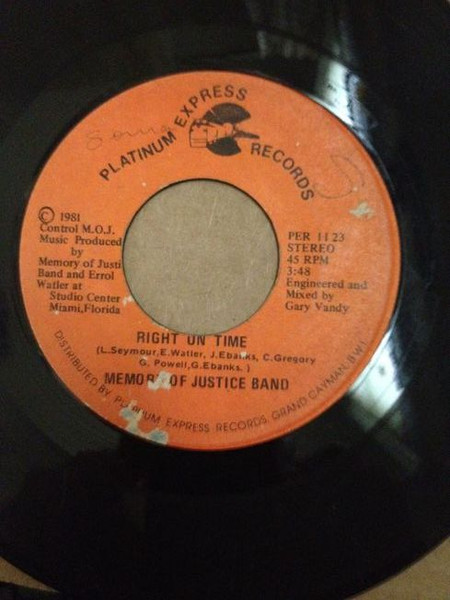 PLATINUM EXPRESS RECORDS
© 1981
Control M.O.J.
Music Produced
by
Memory of Justi
Band and Errol
Watler at
Studio Center
Miami,Florida
PER 1123
STEREO
45 RPM
3:48
Engineered and
Mixed by
Gary Vandy
RIGHT ON TIME
(L.Seymour,E.Watler, J.Ebanks, C.Gregory
G. Powell,G.Ebanks.)
MEMORY OF JUSTICE BAND
DISTRIBUTED BY PLATINUM EXPRESS RECORDS, GRAND CAYMAN, B.W.I.